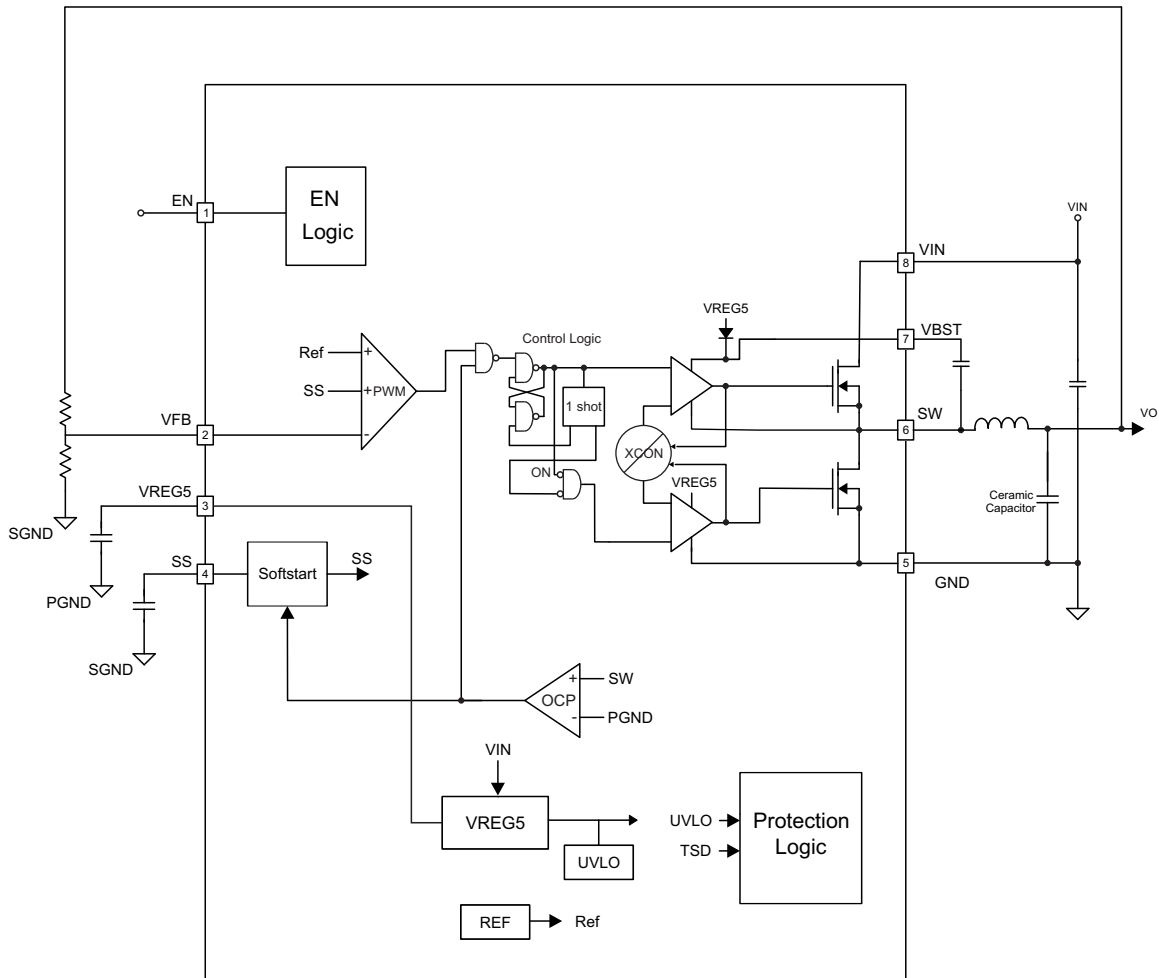 EN
1
EN
Logic
VIN
8
VIN
VREG5
7
VBST
Control Logic
Ref
+
SS
+
PWM
-
1 shot
VFB
2
SW
6
VO
XCON
ON
VREG5
Ceramic
Capacitor
VREG5
3
SGND
SS
4
Softstart
SS
5
GND
PGND
SGND
+
SW
OCP
-
PGND
VIN
VREG5
UVLO
UVLO
TSD
Protection
Logic
REF
Ref